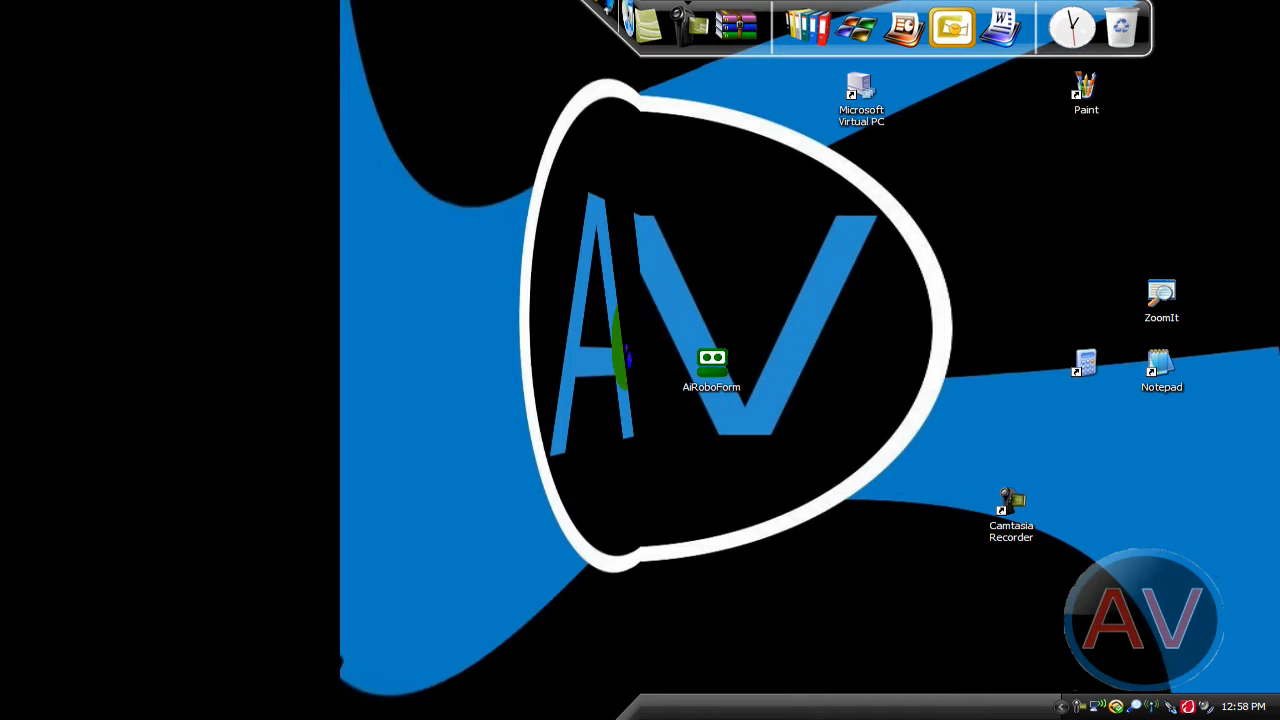 Microsoft
Virtual PC
Paint
AV
ZoomIt
AiRoboForm
Notepad
Camtasia
Recorder
AV
12:58 PM